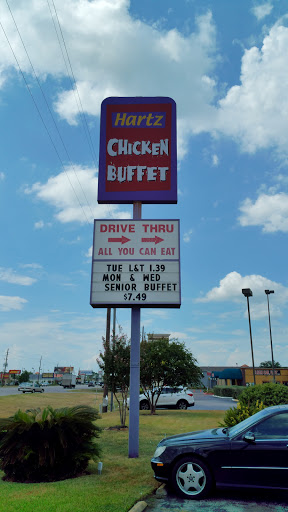 Hartz
CHICKEN
BUFFET
DRIVE THRU
ALL YOU CAN EAT
TUE L&T 1.39
MON & WED
SENIOR BUFFET
$7.49